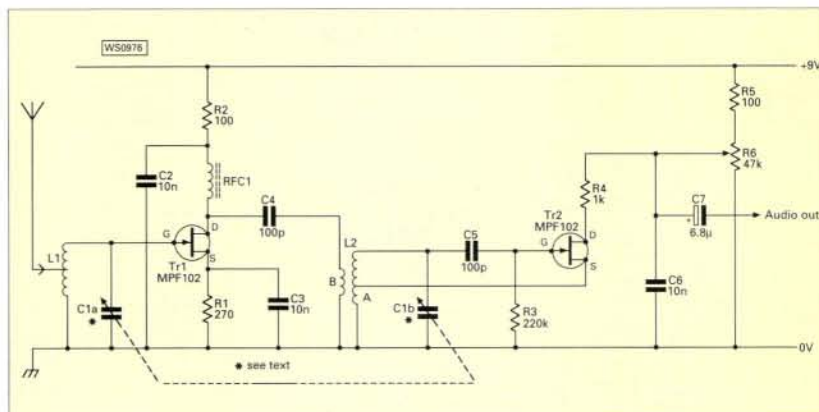 WS0976
+9V
R2
100
R5
100
C2
10n
RFC1
R6
47k
C4
100p
R4
1k
C7
+
6.8µ
Audio out
L1
G
D
S
Tr1
MPF102
C5
100p
Tr2
MPF102
G
D
S
L2
B
A
C1a
*
R1
270
C3
10n
C1b
*
R3
220k
C6
10n
* see text
0V